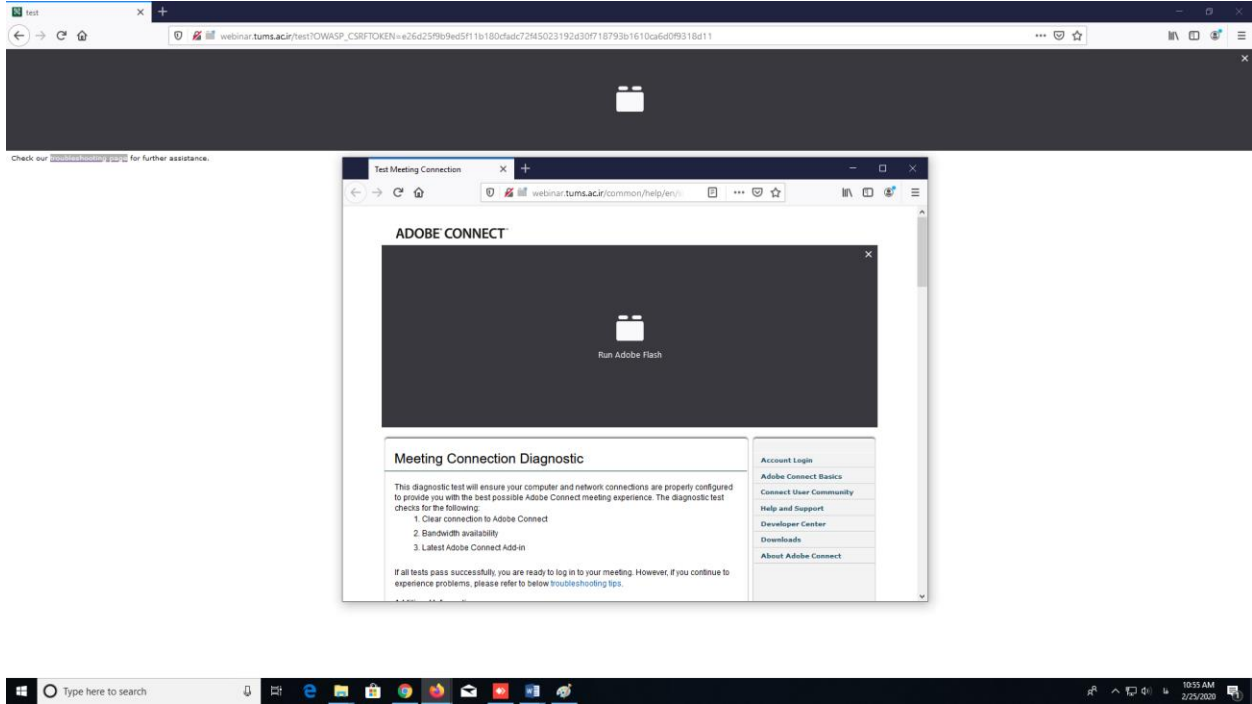 test
webinar.tums.ac.ir/test?OWASP_CSRFTOKEN=
Check our troubleshooting page for further assistance.
Test Meeting Connection
webinar.tums.ac.ir/common/help/en/
ADOBE CONNECT
Run Adobe Flash
Meeting Connection Diagnostic
This diagnostic test will ensure your computer and network connections are properly configured
to provide you with the best possible Adobe Connect meeting experience. The diagnostic test
checks for the following:
1. Clear connection to Adobe Connect
2. Bandwidth availability
3. Latest Adobe Connect Add-in
If all tests pass successfully, you are ready to log in to your meeting. However, if you continue to
experience problems, please refer to below troubleshooting tips.
Account Login
Adobe Connect Basics
Connect User Community
Help and Support
Developer Center
Downloads
About Adobe Connect
Type here to search
10:55 AM
2/25/2020